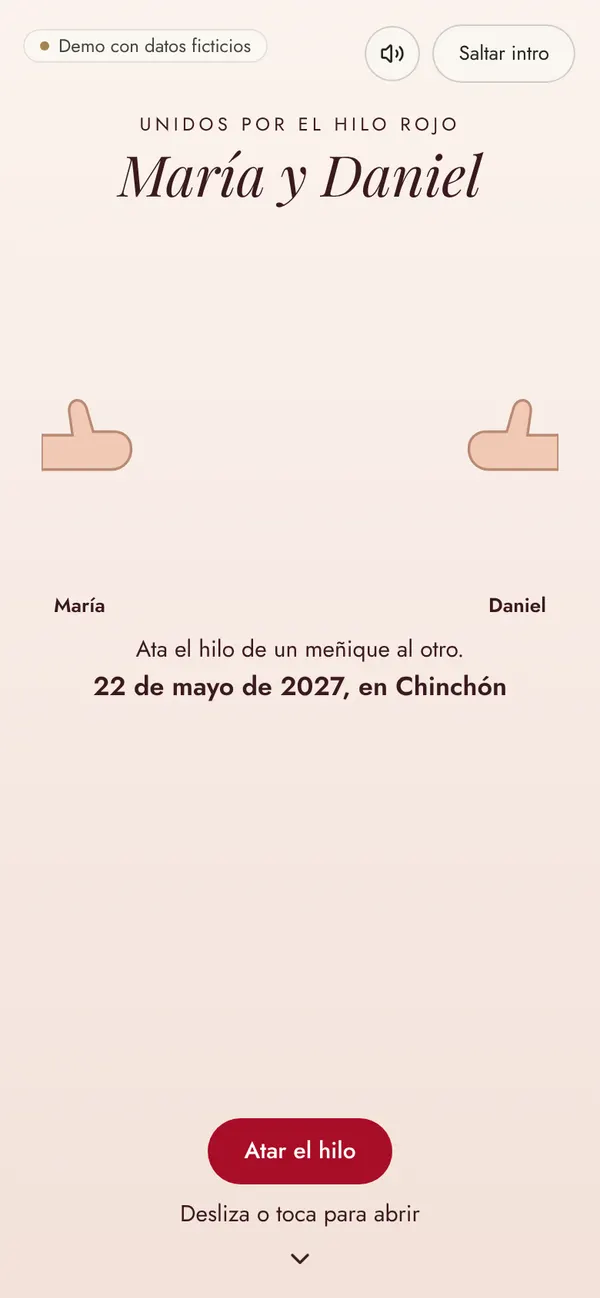 Demo con datos ficticios
Saltar intro
UNIDOS POR EL HILO ROJO
María y Daniel
María
Daniel
Ata el hilo de un meñique al otro.
22 de mayo de 2027, en Chinchón
Atar el hilo
Desliza o toca para abrir